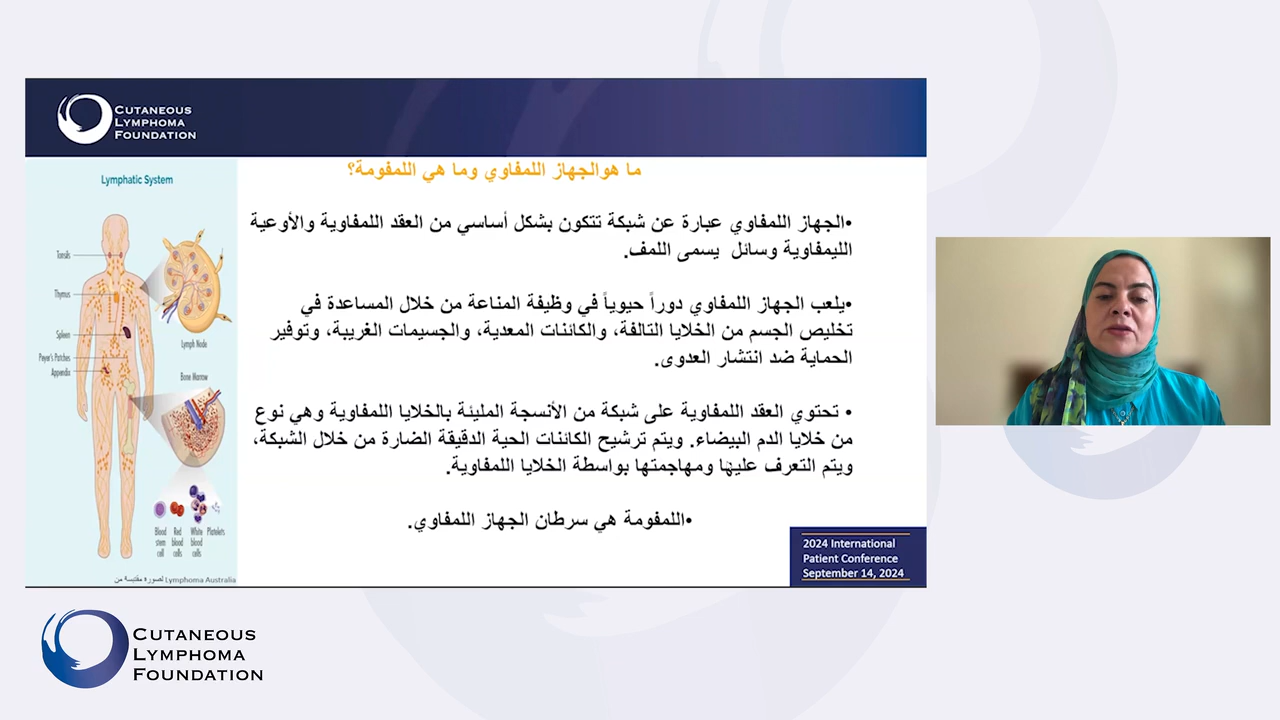 CUTANEOUS
LYMPHOMA
FOUNDATION
ما هوالجهاز اللمفاوي وما هي اللمفومة؟
•الجهاز اللمفاوي عبارة عن شبكة تتكون بشكل أساسي من العقد اللمفاوية والأوعية
الليمفاوية وسائل يسمى اللمف.
•يلعب الجهاز اللمفاوي دوراً حيوياً في وظيفة المناعة من خلال المساعدة في
تخليص الجسم من الخلايا التالفة، والكائنات المعدية، والجسيمات الغريبة، وتوفير
الحماية ضد انتشار العدوى.
• تحتوي العقد اللمفاوية على شبكة من الأنسجة المليئة بالخلايا اللمفاوية وهي نوع
من خلايا الدم البيضاء. ويتم ترشيح الكائنات الحية الدقيقة الضارة من خلال الشبكة،
ويتم التعرف عليها ومهاجمتها بواسطة الخلايا اللمفاوية.
•اللمفومة هي سرطان الجهاز اللمفاوي.
Lymphatic System
Tonsils
Thymus
Spleen
Peyer's Patches
Appendix
Lymph Node
Bone Marrow
Blood stem cell
Red blood cells
White blood cells
Platelets
لصورة مقتبسة من Lymphoma Australia
2024 International
Patient Conference
September 14, 2024
CUTANEOUS
LYMPHOMA
FOUNDATION